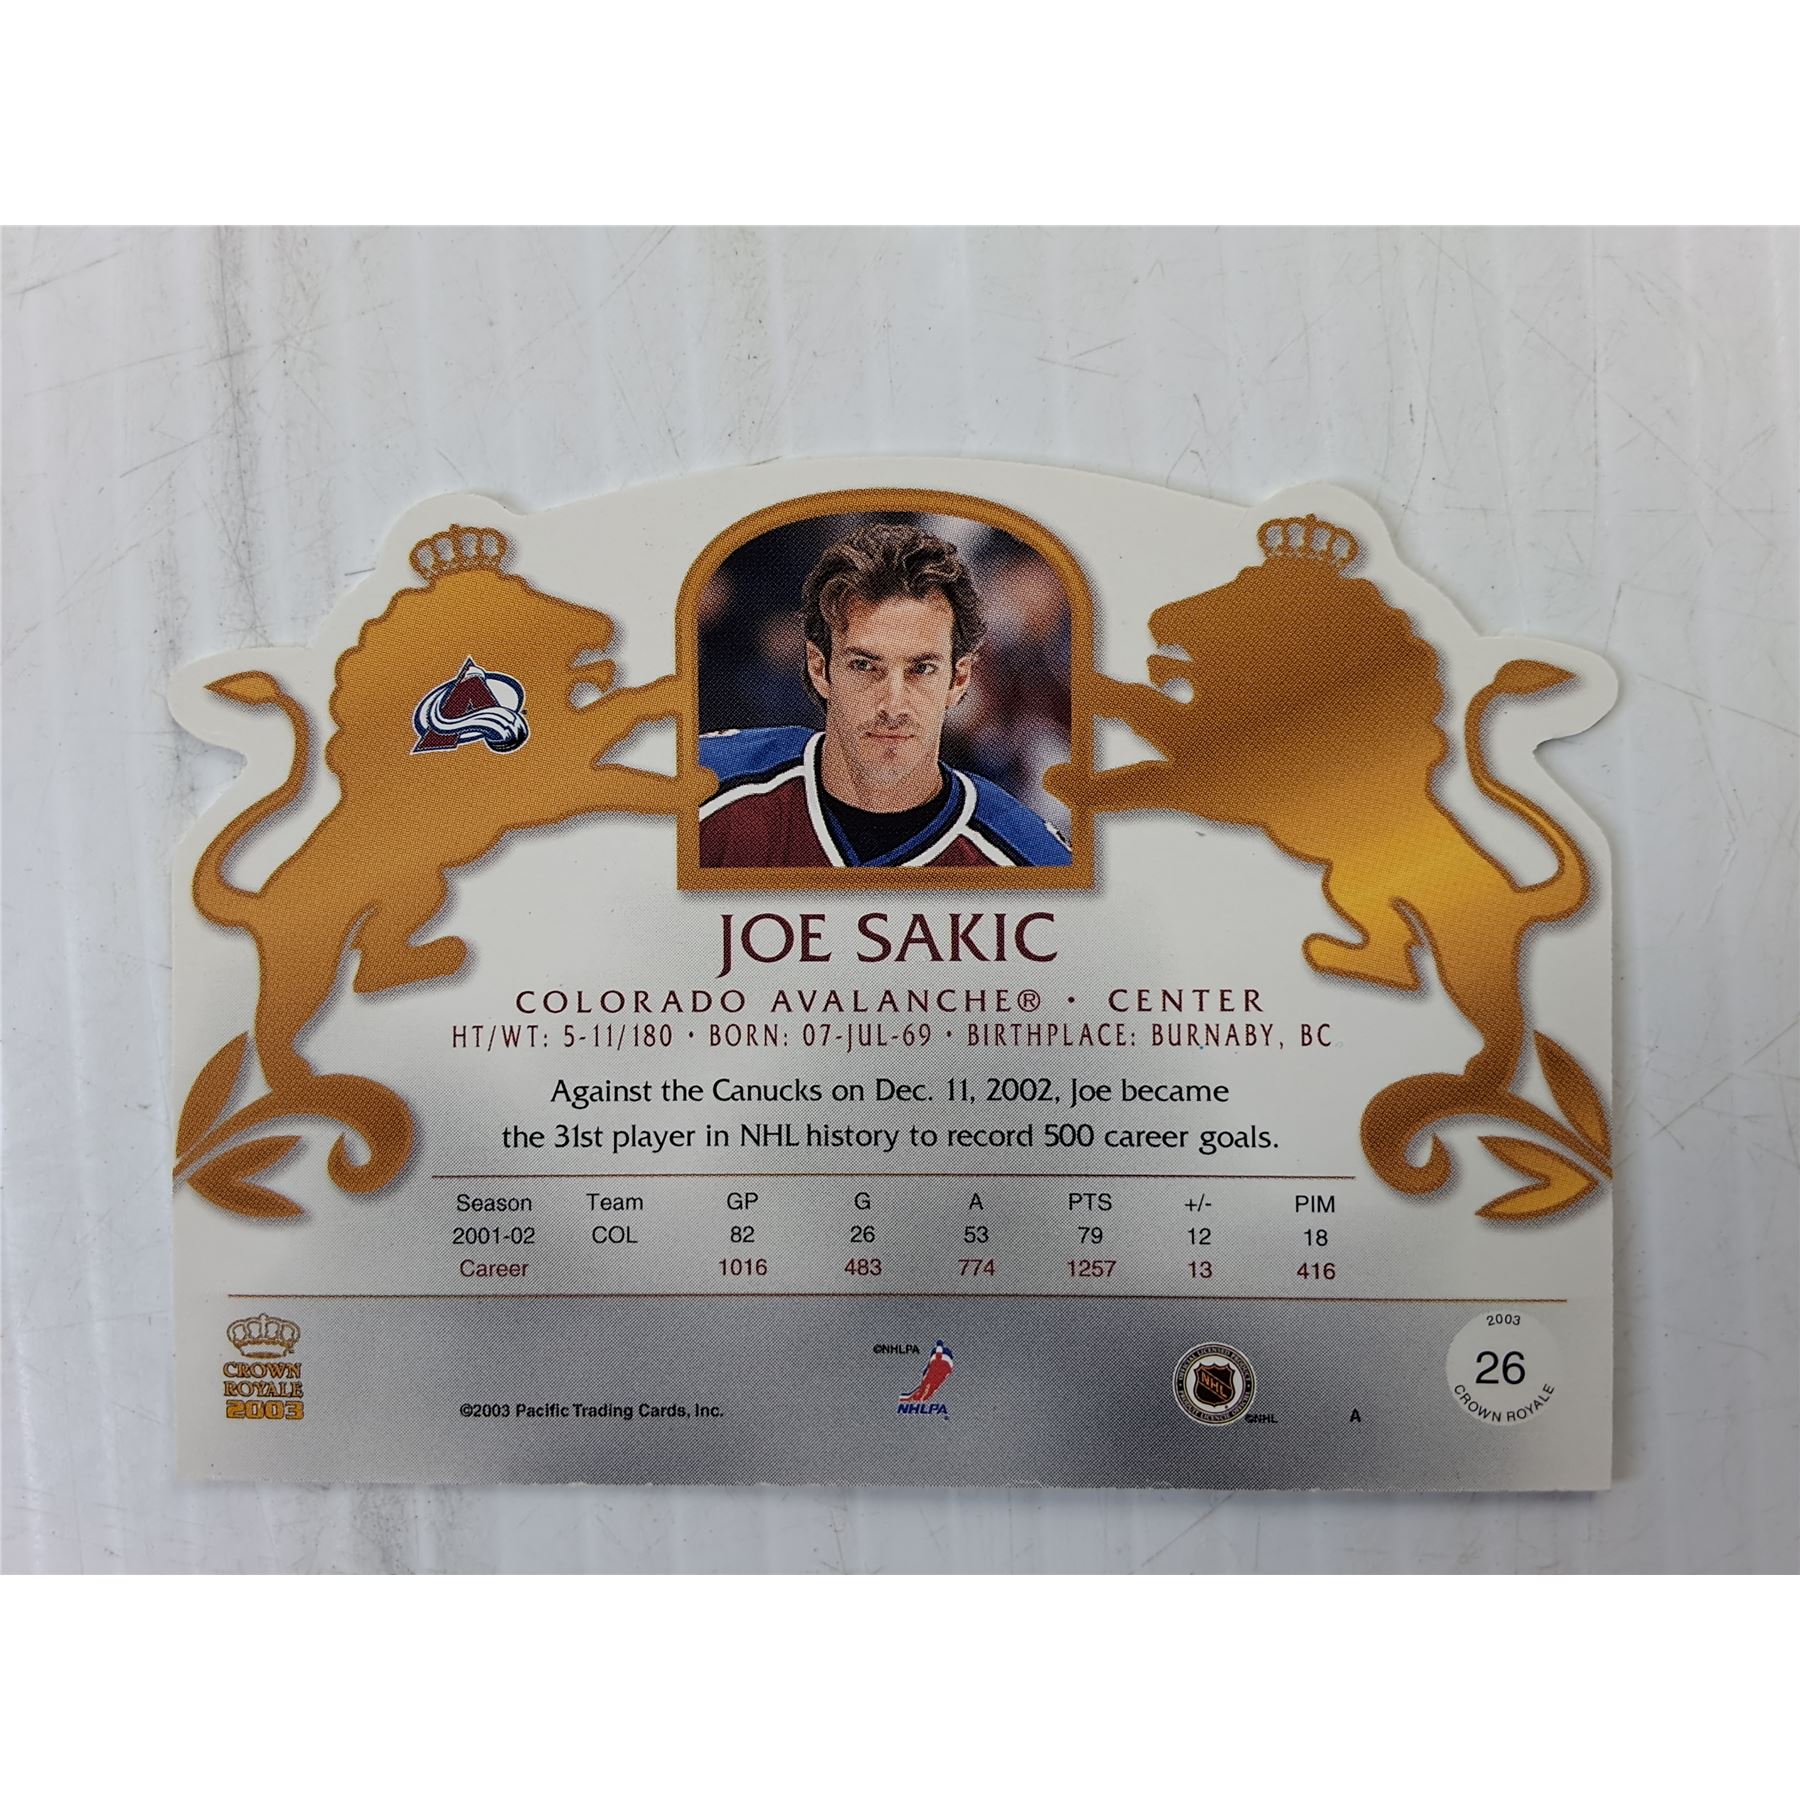 JOE SAKIC
COLORADO AVALANCHE® · CENTER
HT/WT: 5-11/180 · BORN: 07-JUL-69 · BIRTHPLACE: BURNABY, BC
Against the Canucks on Dec. 11, 2002, Joe became
the 31st player in NHL history to record 500 career goals.
Season Team GP G A PTS +/- PIM
2001-02 COL 82 26 53 79 12 18
Career 1016 483 774 1257 13 416
CROWN
ROYALE
2003
©2003 Pacific Trading Cards, Inc.
©NHLPA
NHLPA
NHL
©NHL
A
2003
26
CROWN ROYALE